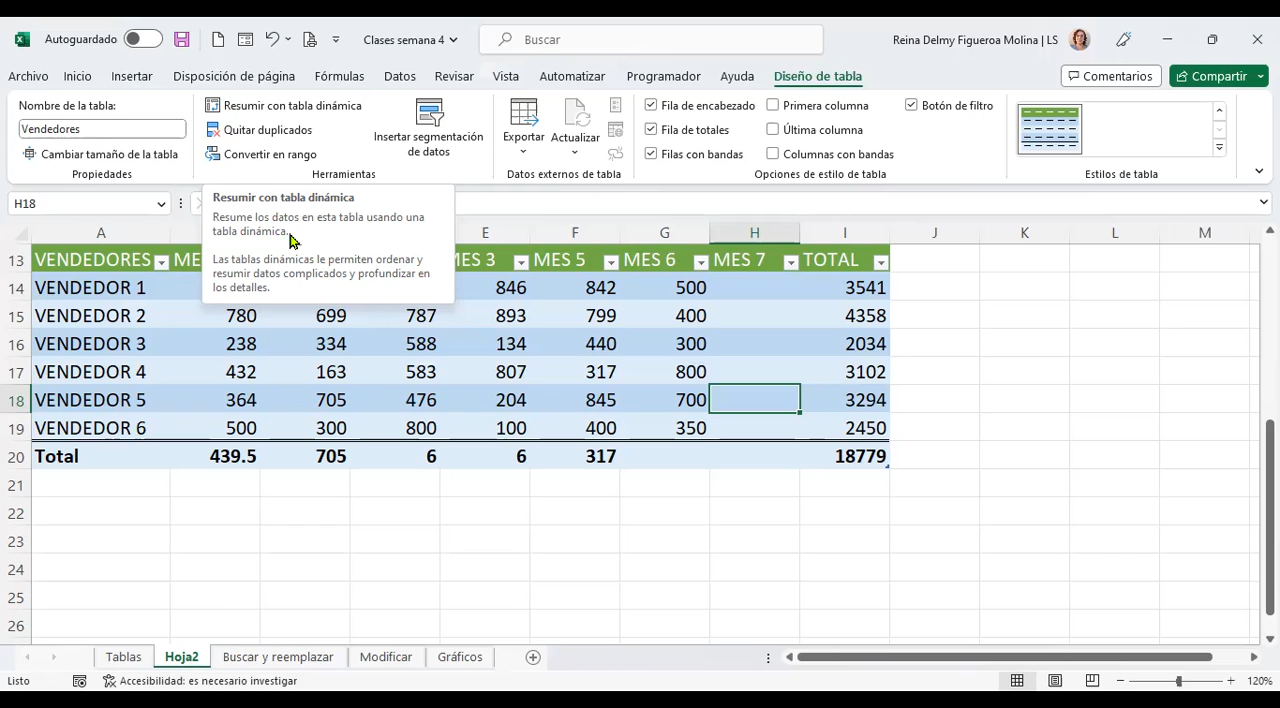 Autoguardado
Clases semana 4
Buscar
Reina Delmy Figueroa Molina | LS
Archivo Inicio Insertar Disposición de página Fórmulas Datos Revisar Vista Automatizar Programador Ayuda Diseño de tabla Comentarios Compartir
Nombre de la tabla:
Vendedores
Cambiar tamaño de la tabla
Propiedades
Resumir con tabla dinámica
Quitar duplicados
Convertir en rango
Insertar segmentación
de datos
Herramientas
Exportar
Actualizar
Datos externos de tabla
Fila de encabezado
Fila de totales
Filas con bandas
Primera columna
Última columna
Columnas con bandas
Botón de filtro
Opciones de estilo de tabla
Estilos de tabla
H18
Resumir con tabla dinámica
Resume los datos en esta tabla usando una
tabla dinámica.
Las tablas dinámicas le permiten ordenar y
resumir datos complicados y profundizar en
los detalles.
A E F G H I J K L M
13 VENDEDORES ME MES 3 MES 5 MES 6 MES 7 TOTAL
14 VENDEDOR 1 846 842 500 3541
15 VENDEDOR 2 780 699 787 893 799 400 4358
16 VENDEDOR 3 238 334 588 134 440 300 2034
17 VENDEDOR 4 432 163 583 807 317 800 3102
18 VENDEDOR 5 364 705 476 204 845 700 3294
19 VENDEDOR 6 500 300 800 100 400 350 2450
20 Total 439.5 705 6 6 317 18779
21
22
23
24
25
26
Tablas Hoja2 Buscar y reemplazar Modificar Gráficos
Listo Accesibilidad: es necesario investigar 120%